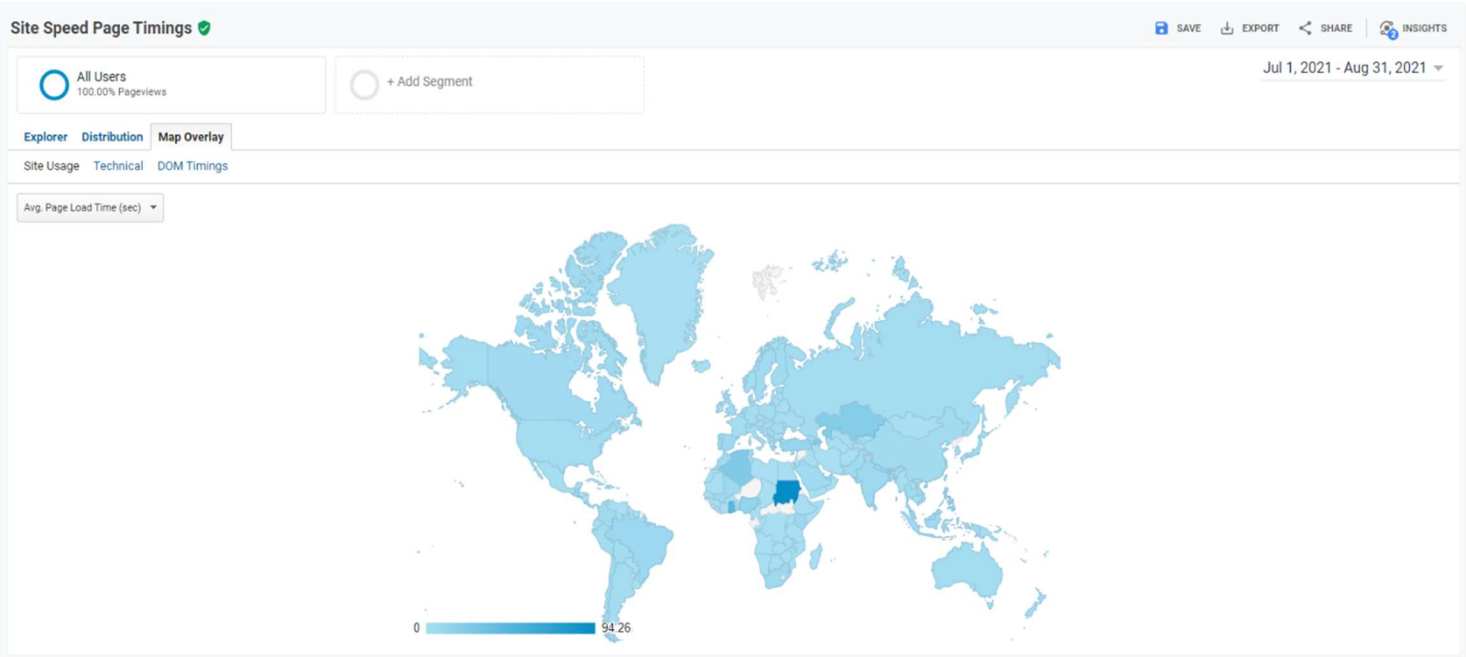 Site Speed Page Timings
SAVE EXPORT SHARE INSIGHTS
2
All Users
100.00% Pageviews
+ Add Segment
Jul 1, 2021 - Aug 31, 2021
Explorer Distribution Map Overlay
Site Usage Technical DOM Timings
Avg. Page Load Time (sec)
0 94.26